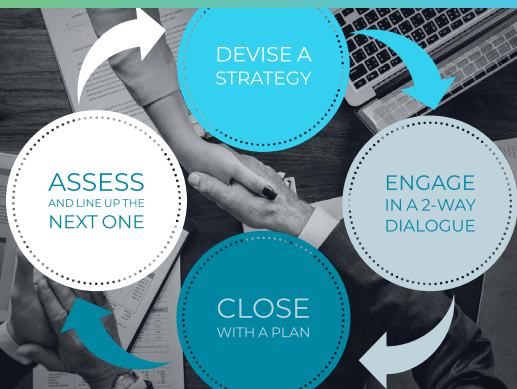 DEVISE A
STRATEGY
ENGAGE
IN A 2-WAY
DIALOGUE
CLOSE
WITH A PLAN
ASSESS
AND LINE UP THE
NEXT ONE